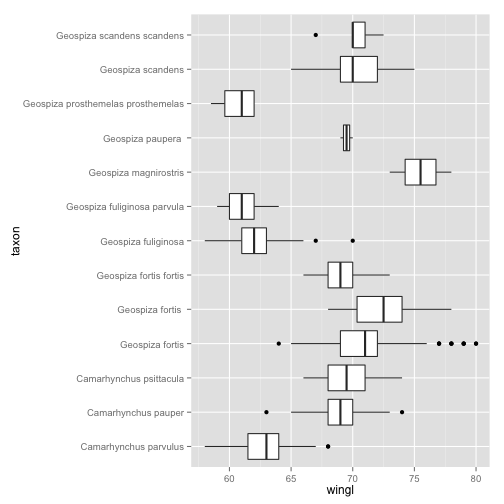 Geospiza scandens scandens
Geospiza scandens
Geospiza prosthemelas prosthemelas
Geospiza paupera
Geospiza magnirostris
Geospiza fuliginosa parvula
Geospiza fuliginosa
Geospiza fortis fortis
Geospiza fortis
Geospiza fortis
Camarhynchus psittacula
Camarhynchus pauper
Camarhynchus parvulus
taxon
60 65 70 75 80
wingl